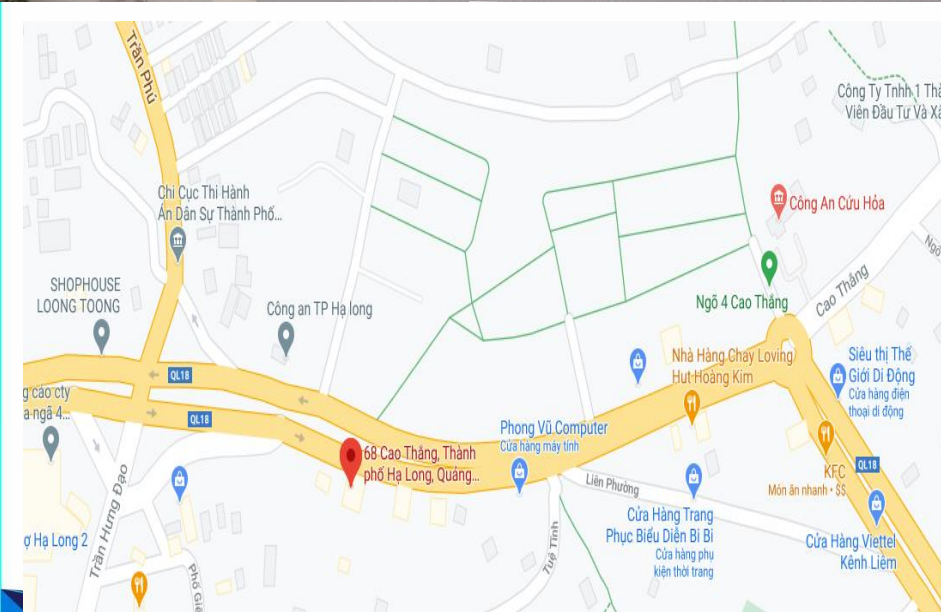 Trần Phú
Công Ty Tnhh 1 Thà
Viên Đầu Tư Và Xâ
Chi Cục Thi Hành
Án Dân Sự Thành Phố...
Công An Cứu Hỏa
Ngõ
SHOPHOUSE
LOONG TOONG
Công an TP Hạ long
Ngõ 4 Cao Thắng
Cao Thắng
QL18
Nhà Hàng Chay Loving
Hut Hoàng Kim
Siêu thị Thế
Giới Di Động
Cửa hàng điện
thoại di động
g cáo cty
a ngã 4...
QL18
68 Cao Thắng, Thành
phố Hạ Long, Quảng...
Phong Vũ Computer
Cửa hàng máy tính
KFC
Món ăn nhanh • $$
QL18
Liên Phường
Trần Hưng Đạo
ợ Hạ Long 2
Phố Giế
Tuệ Tĩnh
Cửa Hàng Trang
Phục Biểu Diễn Bi Bi
Cửa hàng phụ
kiện thời trang
Cửa Hàng Viettel
Kênh Liêm